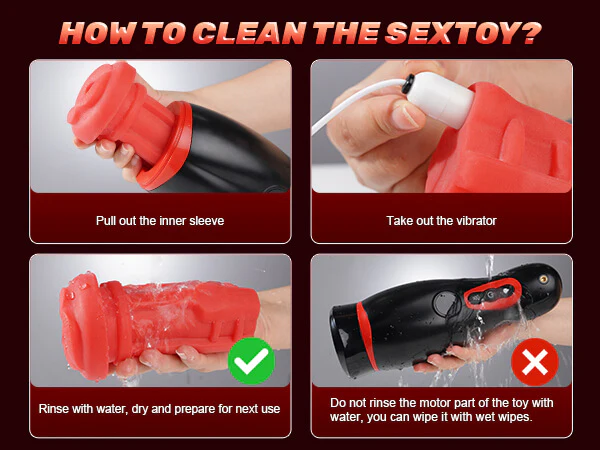 HOW TO CLEAN THE SEXTOY?
Pull out the inner sleeve
Take out the vibrator
Rinse with water, dry and prepare for next use
Do not rinse the motor part of the toy with
water, you can wipe it with wet wipes.